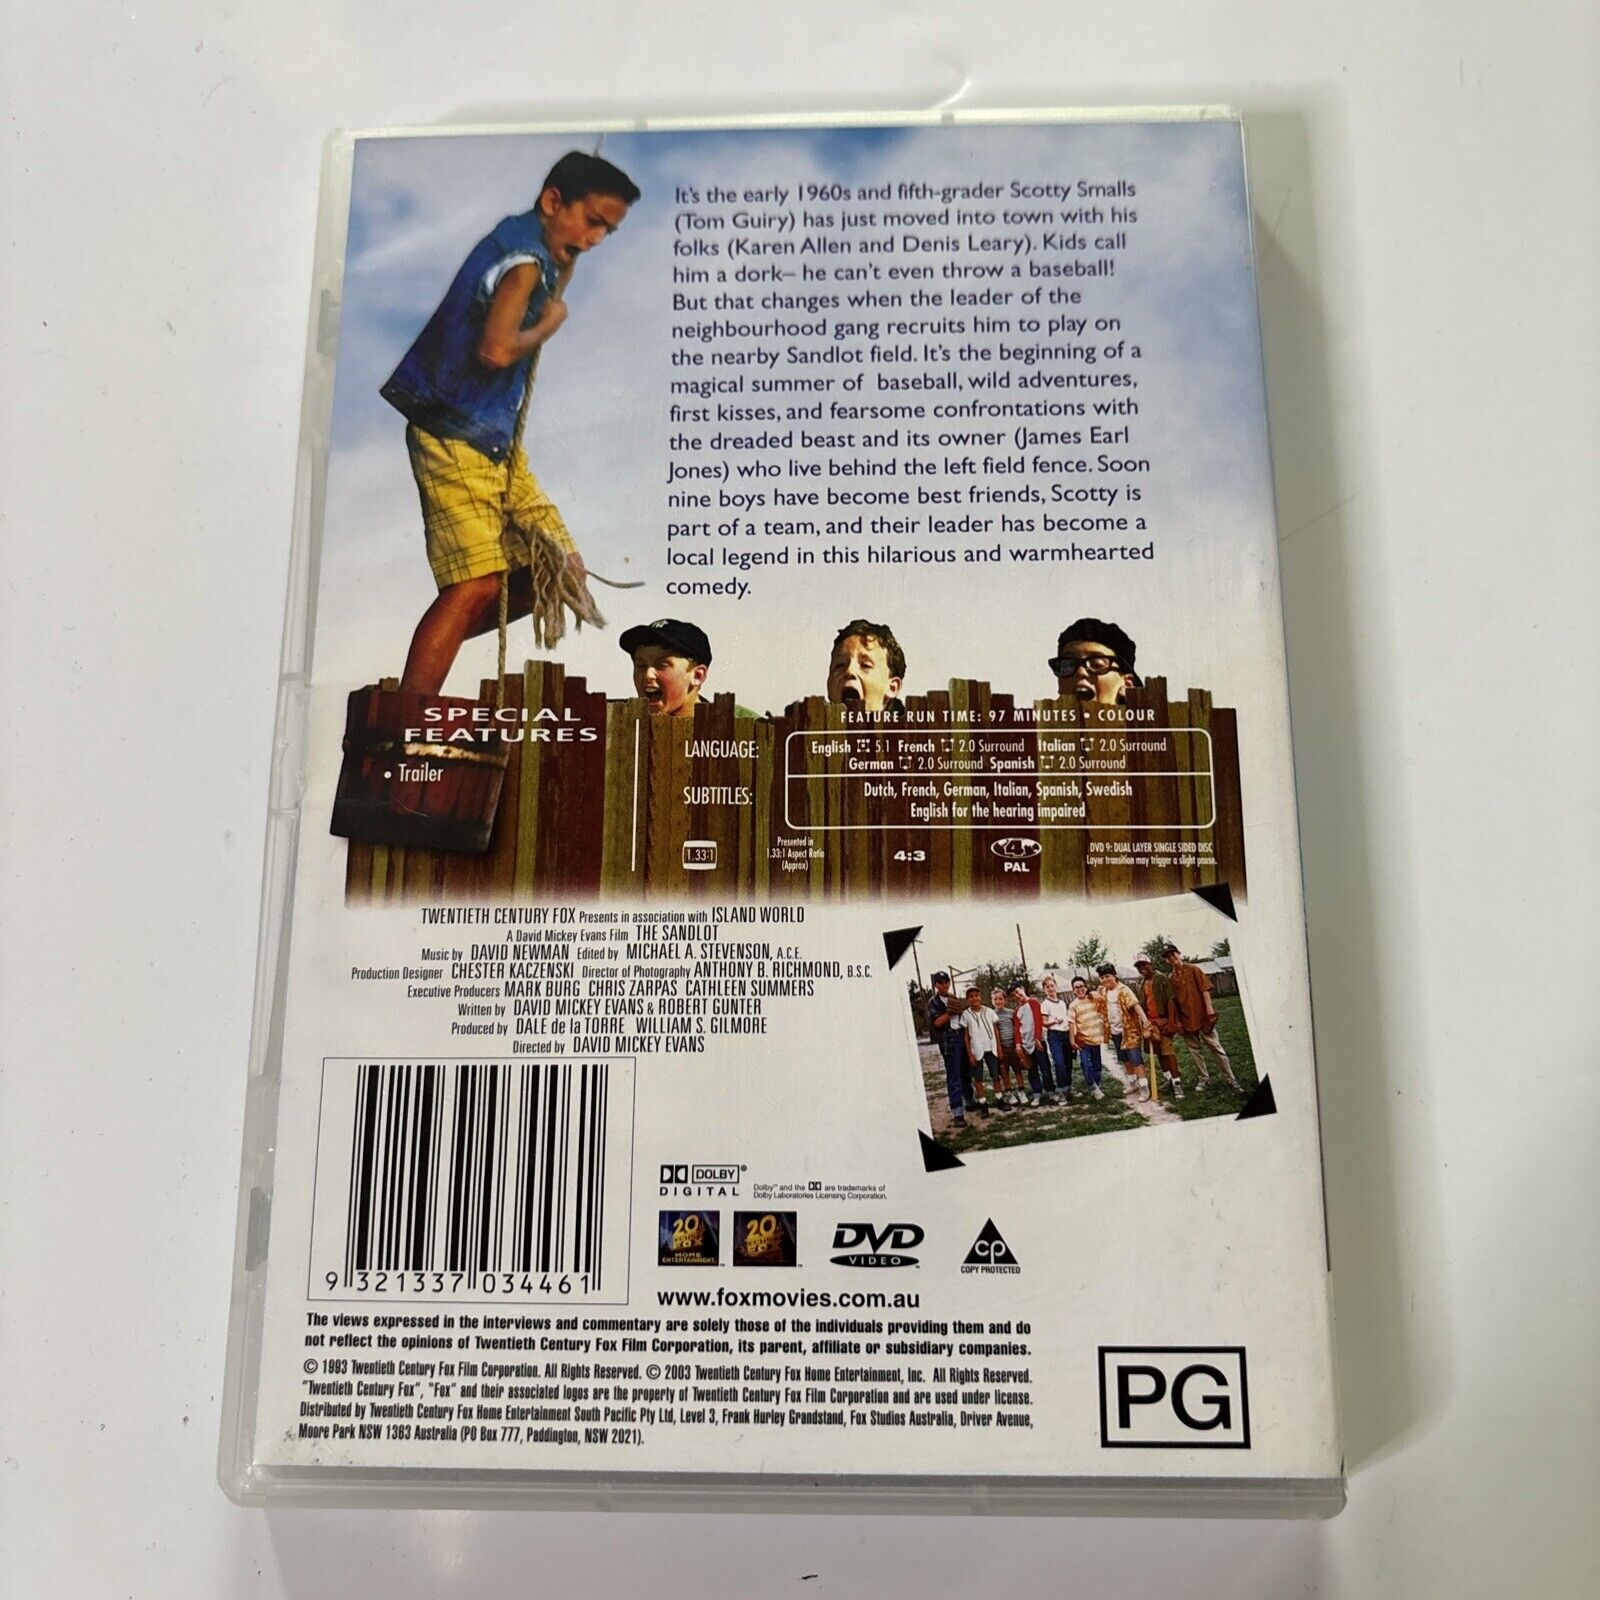 It's the early 1960s and fifth-grader Scotty Smalls
(Tom Guiry) has just moved into town with his
folks (Karen Allen and Denis Leary). Kids call
him a dork– he can't even throw a baseball!
But that changes when the leader of the
neighbourhood gang recruits him to play on
the nearby Sandlot field. It's the beginning of a
magical summer of baseball, wild adventures,
first kisses, and fearsome confrontations with
the dreaded beast and its owner (James Earl
Jones) who live behind the left field fence. Soon
nine boys have become best friends, Scotty is
part of a team, and their leader has become a
local legend in this hilarious and warmhearted
comedy.
SPECIAL
FEATURES
• Trailer
FEATURE RUN TIME: 97 MINUTES • COLOUR
LANGUAGE:
English 5.1 French 2.0 Surround Italian 2.0 Surround
German 2.0 Surround Spanish 2.0 Surround
SUBTITLES:
Dutch, French, German, Italian, Spanish, Swedish
English for the hearing impaired
1.33:1
Presented in
1.33:1 Aspect Ratio
(Approx)
4:3
4
PAL
DVD 9: DUAL LAYER SINGLE SIDED DISC
Layer transition may trigger a slight pause.
TWENTIETH CENTURY FOX Presents in association with ISLAND WORLD
A David Mickey Evans Film THE SANDLOT
Music by DAVID NEWMAN Edited by MICHAEL A. STEVENSON, A.C.E.
Production Designer CHESTER KACZENSKI Director of Photography ANTHONY B. RICHMOND, B.S.C.
Executive Producers MARK BURG CHRIS ZARPAS CATHLEEN SUMMERS
Written by DAVID MICKEY EVANS & ROBERT GUNTER
Produced by DALE de la TORRE WILLIAM S. GILMORE
Directed by DAVID MICKEY EVANS
9 321337 034461
DOLBY
DIGITAL
Dolby™ and the are trademarks of
Dolby Laboratories Licensing Corporation.
20th CENTURY FOX HOME ENTERTAINMENT
20th CENTURY FOX
DVD
VIDEO
cp
COPY PROTECTED
www.foxmovies.com.au
The views expressed in the interviews and commentary are solely those of the individuals providing them and do
not reflect the opinions of Twentieth Century Fox Film Corporation, its parent, affiliate or subsidiary companies.
© 1993 Twentieth Century Fox Film Corporation. All Rights Reserved. © 2003 Twentieth Century Fox Home Entertainment, Inc. All Rights Reserved.
"Twentieth Century Fox", "Fox" and their associated logos are the property of Twentieth Century Fox Film Corporation and are used under license.
Distributed by Twentieth Century Fox Home Entertainment South Pacific Pty Ltd, Level 3, Frank Hurley Grandstand, Fox Studios Australia, Driver Avenue,
Moore Park NSW 1363 Australia (PO Box 777, Paddington, NSW 2021).
PG